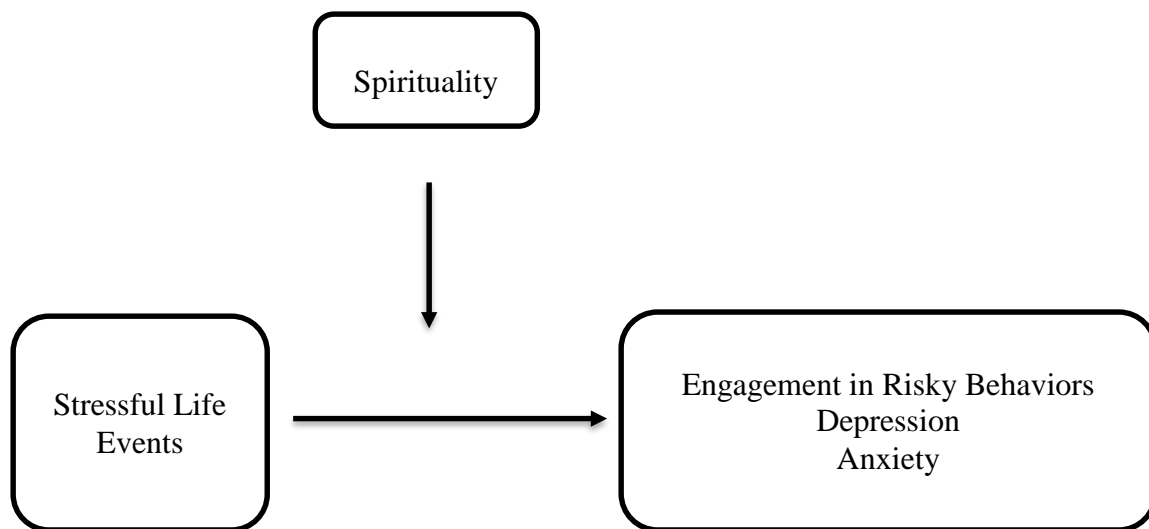 Spirituality
Stressful Life
Events
Engagement in Risky Behaviors
Depression
Anxiety